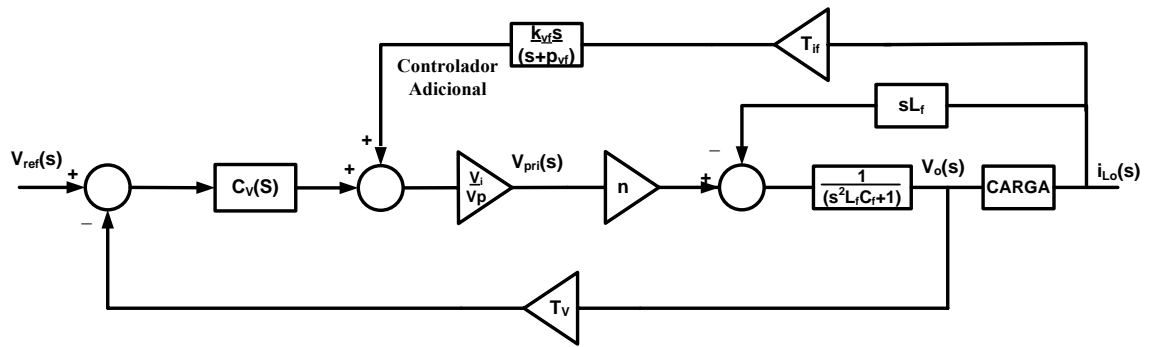 k_vf s
(s+p_vf)
T_if
Controlador
Adicional
sL_f
+
−
V_ref(s)
+
C_V(S)
+
V_i
Vp
V_pri(s)
n
+
1
(s²L_fC_f+1)
V_o(s)
CARGA
i_Lo(s)
−
T_V